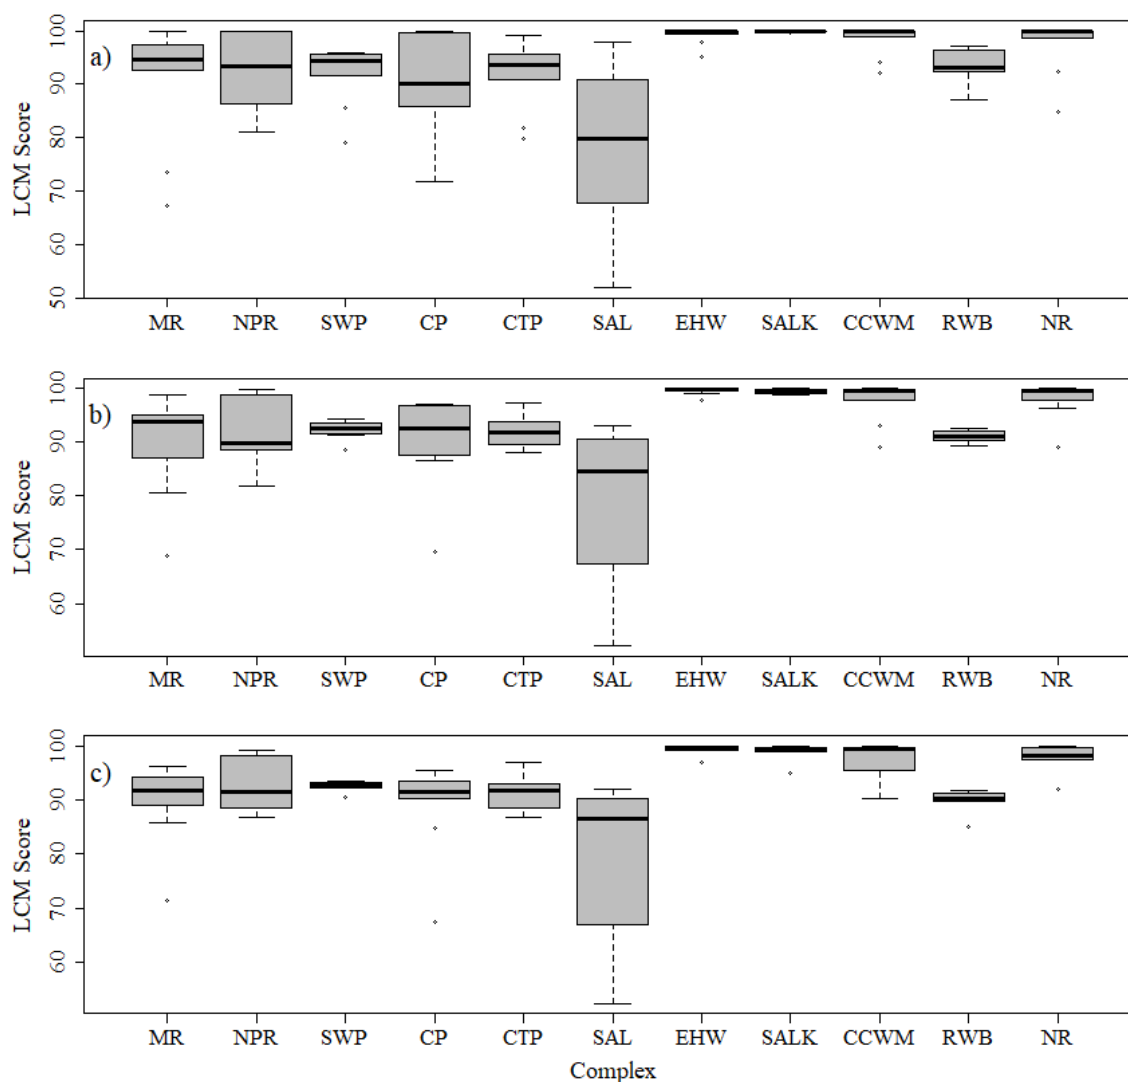 a)
LCM Score
100
90
80
70
60
50
MR NPR SWP CP CTP SAL EHW SALK CCWM RWB NR
b)
LCM Score
100
90
80
70
60
MR NPR SWP CP CTP SAL EHW SALK CCWM RWB NR
c)
LCM Score
100
90
80
70
60
MR NPR SWP CP CTP SAL EHW SALK CCWM RWB NR
Complex